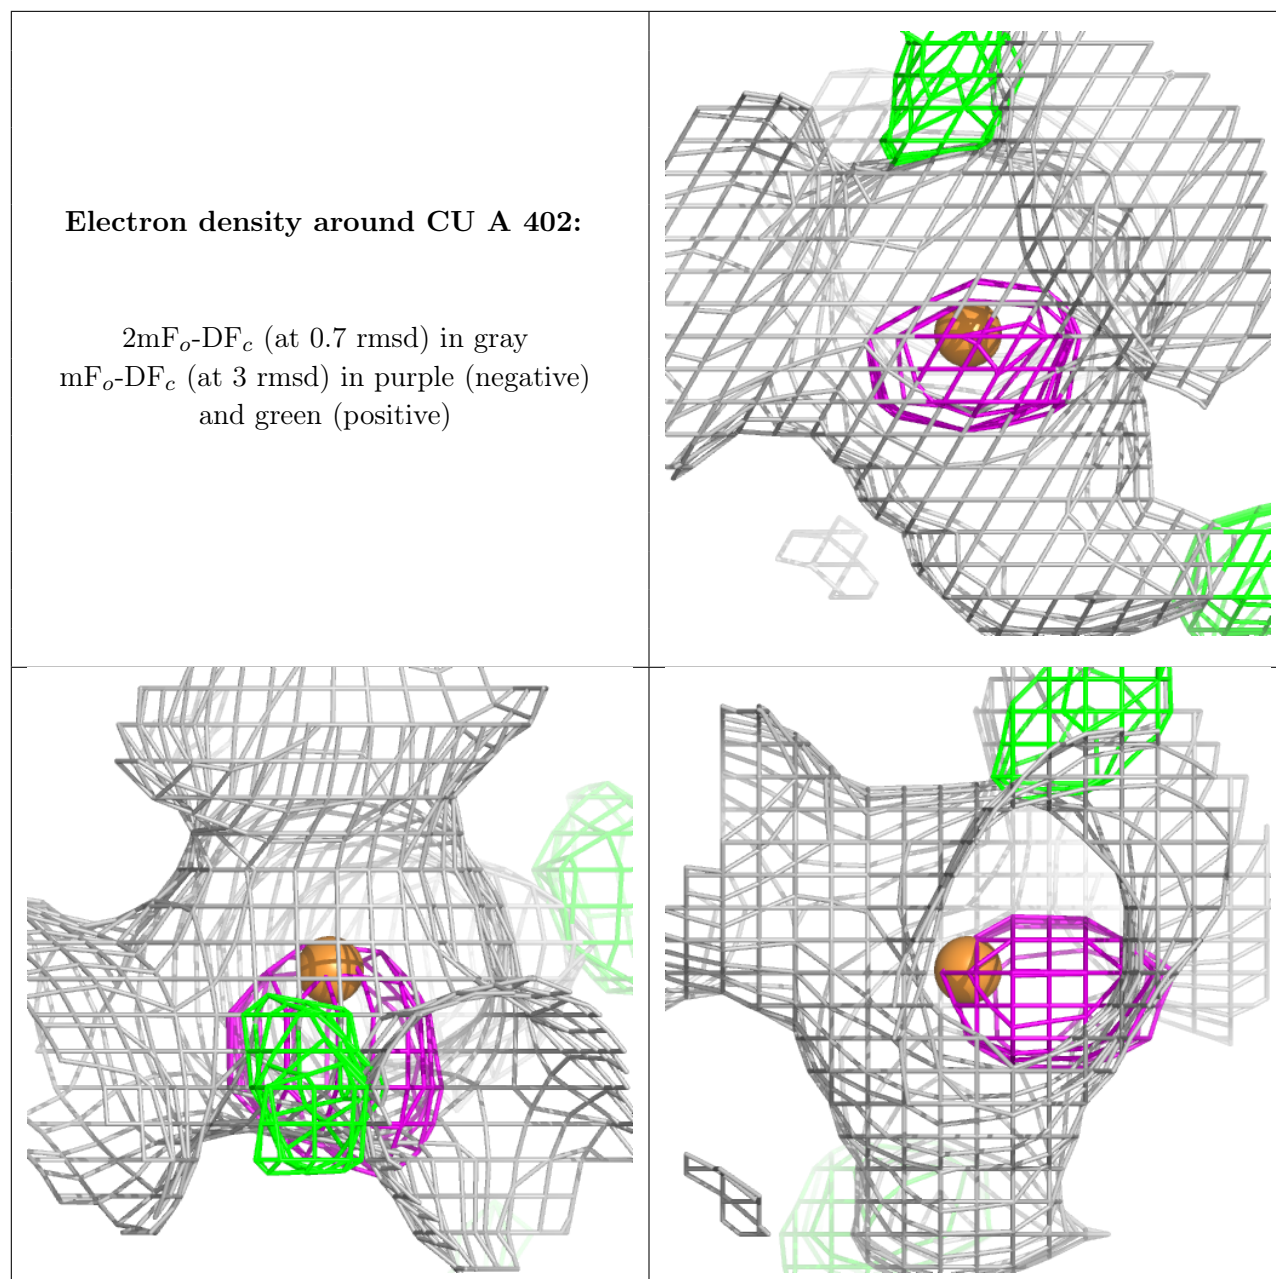 Electron density around CU A 402:
2mFo-DFc (at 0.7 rmsd) in gray
mFo-DFc (at 3 rmsd) in purple (negative)
and green (positive)